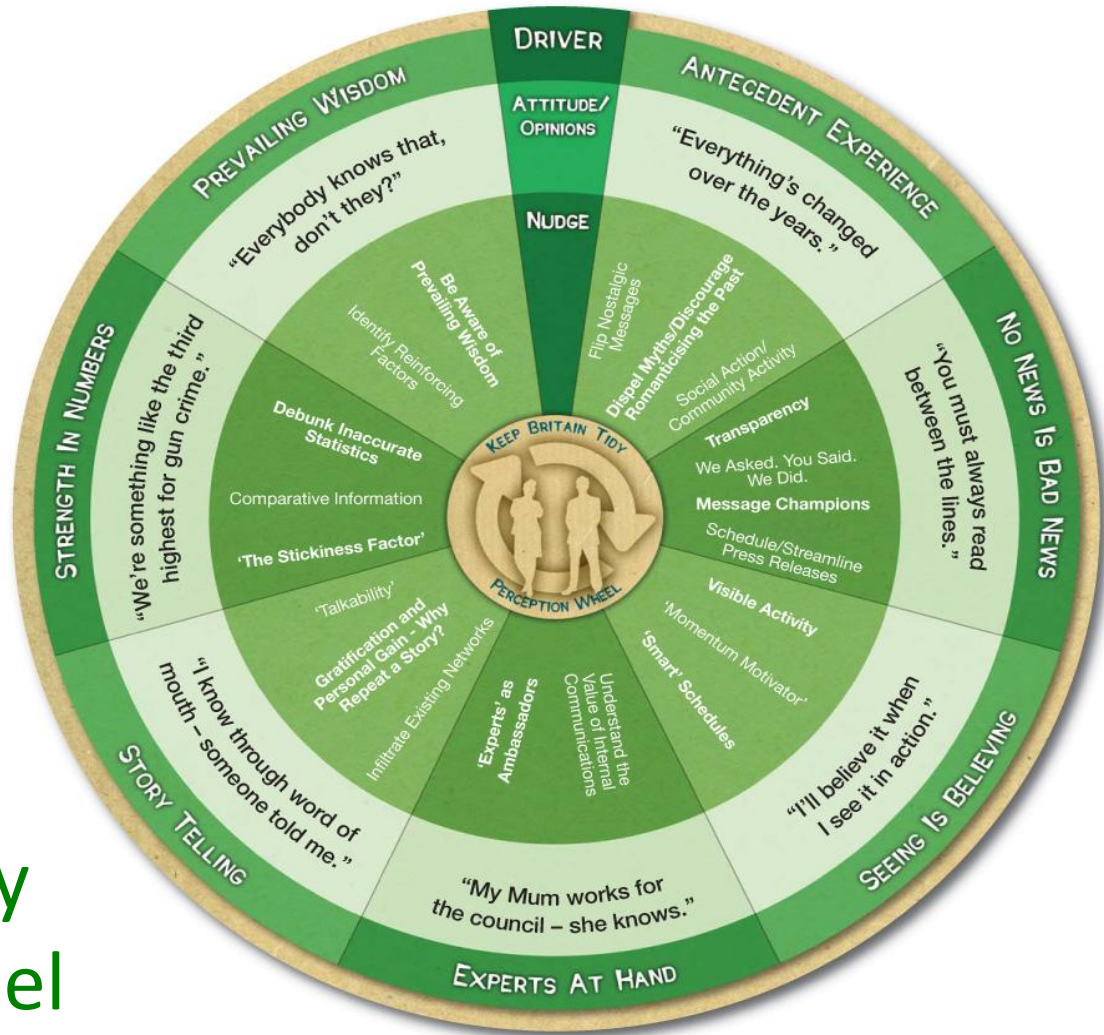 DRIVER
ATTITUDE/
OPINIONS
NUDGE
ANTECEDENT EXPERIENCE
“Everything’s changed
over the years.”
Flip Nostalgic
Messages
Dispel Myths/Discourage
Romanticising the Past
Social Action/
Community Activity
NO NEWS IS BAD NEWS
“You must always read
between the lines.”
Transparency
We Asked. You Said.
We Did.
Message Champions
Schedule/Streamline
Press Releases
SEEING IS BELIEVING
“I’ll believe it when
I see it in action.”
Visible Activity
‘Momentum Motivator’
‘Smart’ Schedules
EXPERTS AT HAND
“My Mum works for
the council – she knows.”
Understand the
Value of Internal
Communications
‘Experts’ as
Ambassadors
STORY TELLING
“I know through word of
mouth – someone told me.”
‘Talkability’
Gratification and
Personal Gain - Why
Repeat a Story?
Infiltrate Existing Networks
STRENGTH IN NUMBERS
“We’re something like the third
highest for gun crime.”
Debunk Inaccurate
Statistics
Comparative Information
‘The Stickiness Factor’
PREVAILING WISDOM
“Everybody knows that,
don’t they?”
Be Aware of
Prevailing Wisdom
Identify Reinforcing
Factors
KEEP BRITAIN TIDY
PERCEPTION WHEEL
y
el